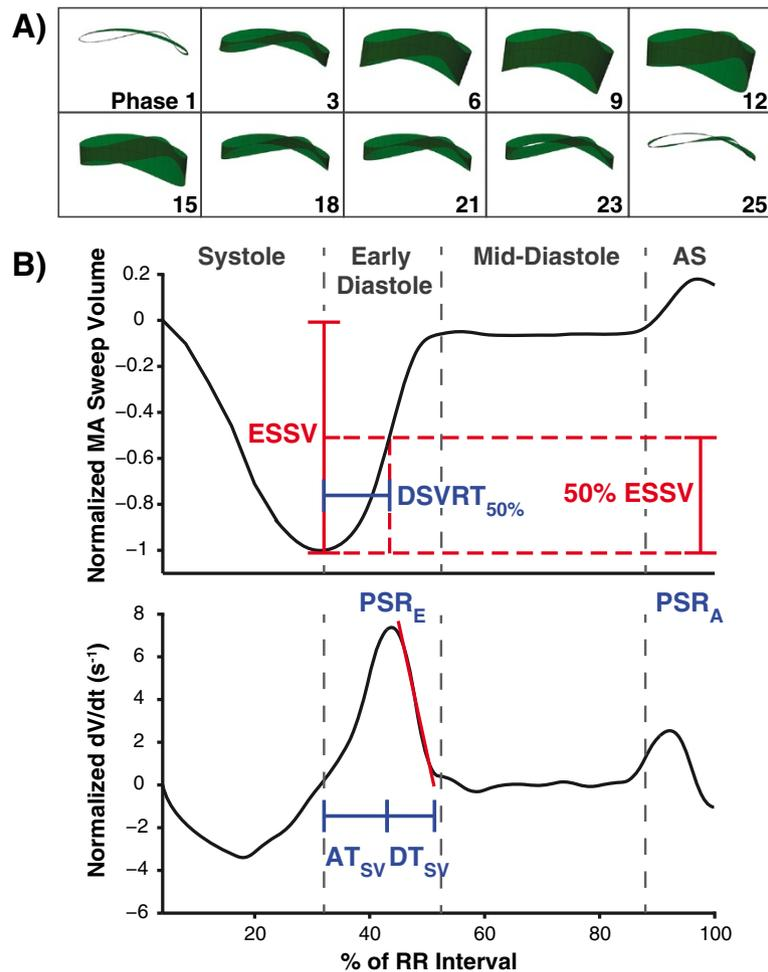 A)
Phase 1
3
6
9
12
15
18
21
23
25
B)
Systole
Early
Diastole
Mid-Diastole
AS
Normalized MA Sweep Volume
0.2
0
−0.2
−0.4
−0.6
−0.8
−1
ESSV
DSVRT50%
50% ESSV
PSRE
PSRA
Normalized dV/dt (s-1)
8
6
4
2
0
−2
−4
−6
ATSV
DTSV
20
40
60
80
100
% of RR Interval